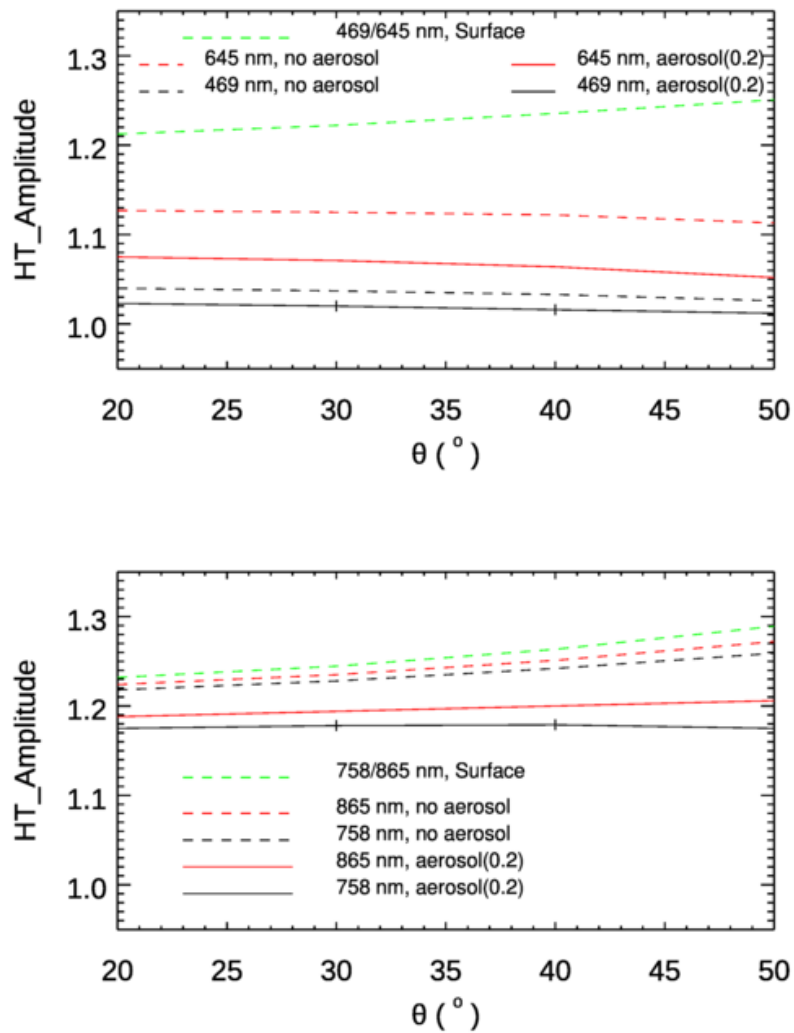 469/645 nm, Surface
645 nm, no aerosol 645 nm, aerosol(0.2)
469 nm, no aerosol 469 nm, aerosol(0.2)
1.3
1.2
1.1
1.0
HT_Amplitude
20 25 30 35 40 45 50
θ ( o )
1.3
1.2
1.1
1.0
HT_Amplitude
758/865 nm, Surface
865 nm, no aerosol
758 nm, no aerosol
865 nm, aerosol(0.2)
758 nm, aerosol(0.2)
20 25 30 35 40 45 50
θ ( o )